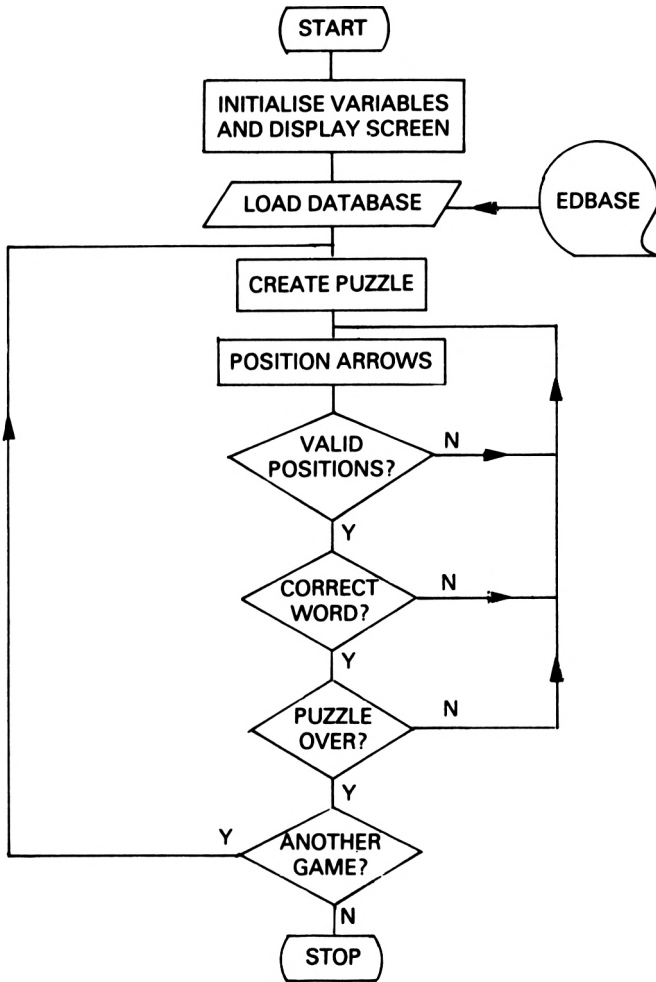 START
INITIALISE VARIABLES
AND DISPLAY SCREEN
LOAD DATABASE
EDBASE
CREATE PUZZLE
POSITION ARROWS
VALID
POSITIONS?
N
Y
CORRECT
WORD?
N
Y
PUZZLE
OVER?
N
Y
ANOTHER
GAME?
Y
N
STOP